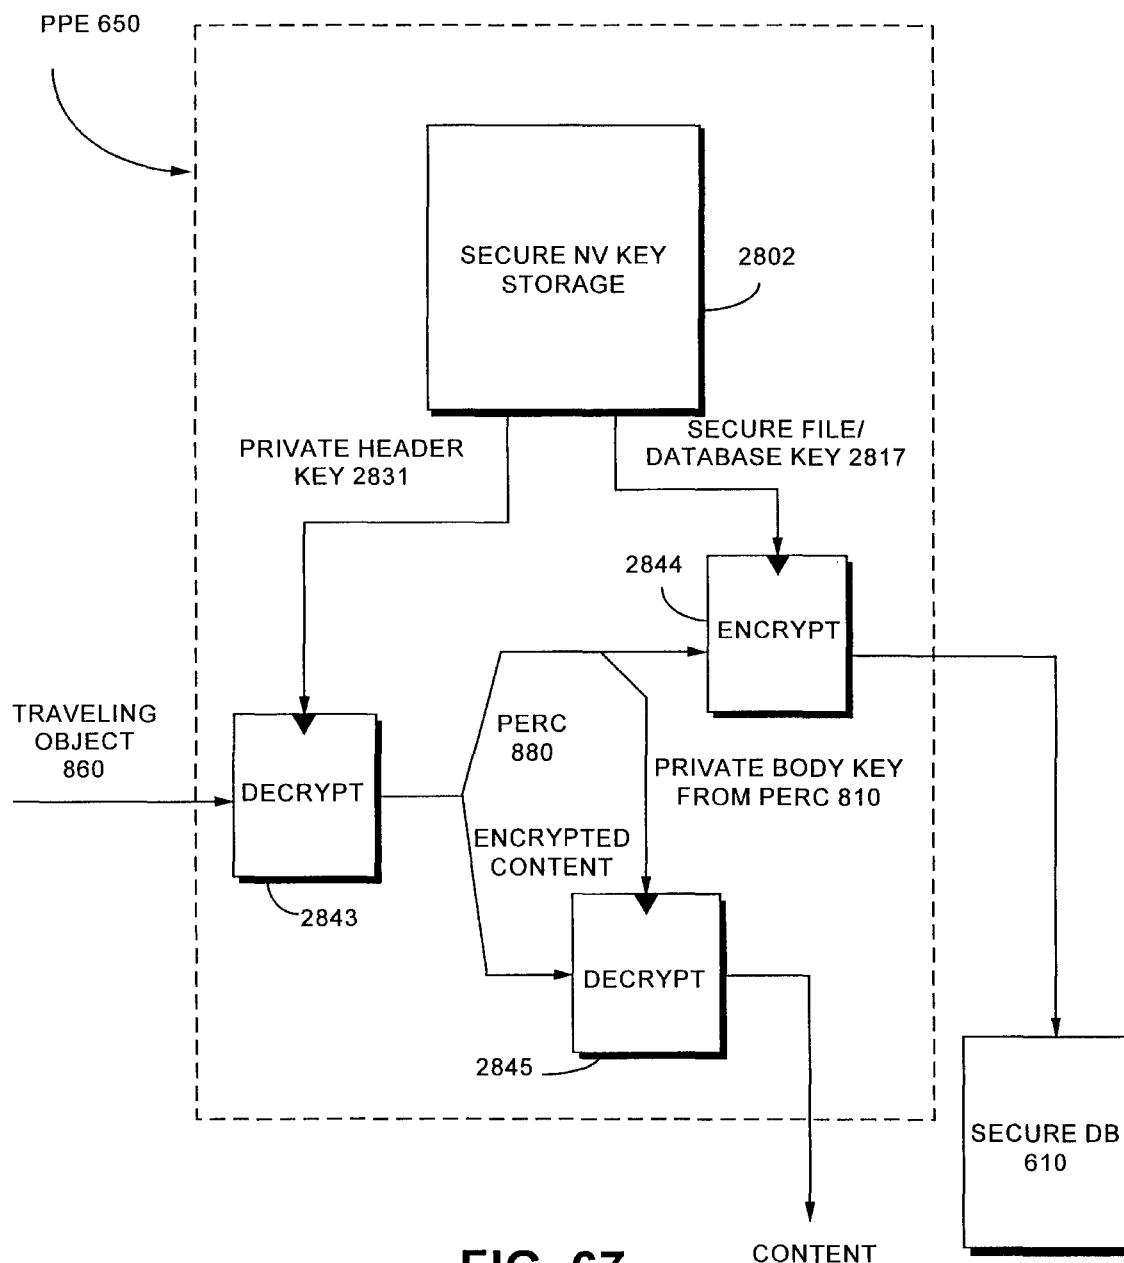 PPE 650
SECURE NV KEY
STORAGE
2802
PRIVATE HEADER
KEY 2831
SECURE FILE/
DATABASE KEY 2817
2844
ENCRYPT
TRAVELING
OBJECT
860
DECRYPT
PERC
880
PRIVATE BODY KEY
FROM PERC 810
ENCRYPTED
CONTENT
2843
DECRYPT
2845
SECURE DB
610
CONTENT
FIG. 67